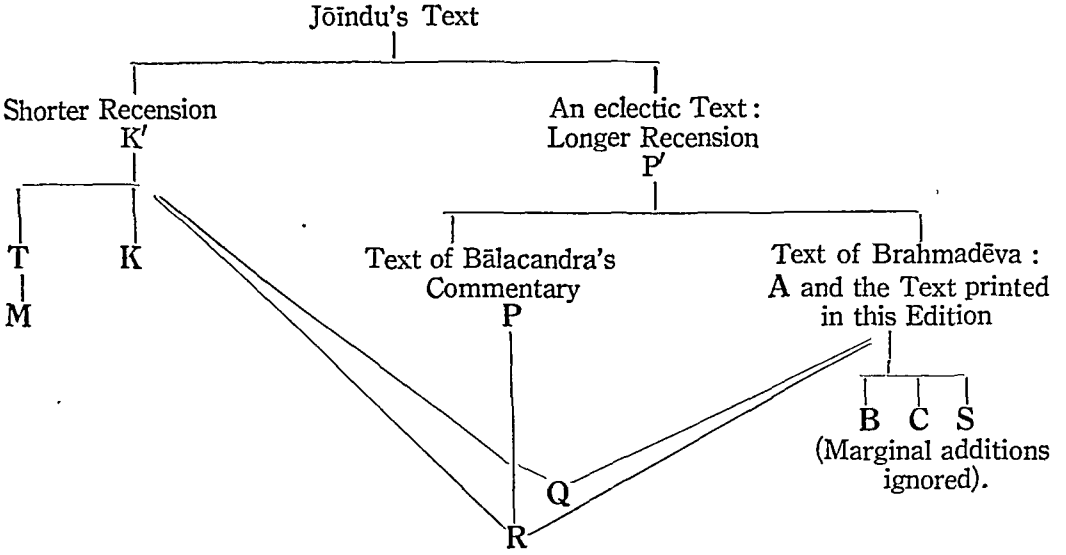 Jōīndu's Text
Shorter Recension
K′
An eclectic Text :
Longer Recension
P′
T
K
M
Text of Bālacandra's
Commentary
P
Text of Brahmadēva :
A and the Text printed
in this Edition
B C S
(Marginal additions
ignored).
Q
R